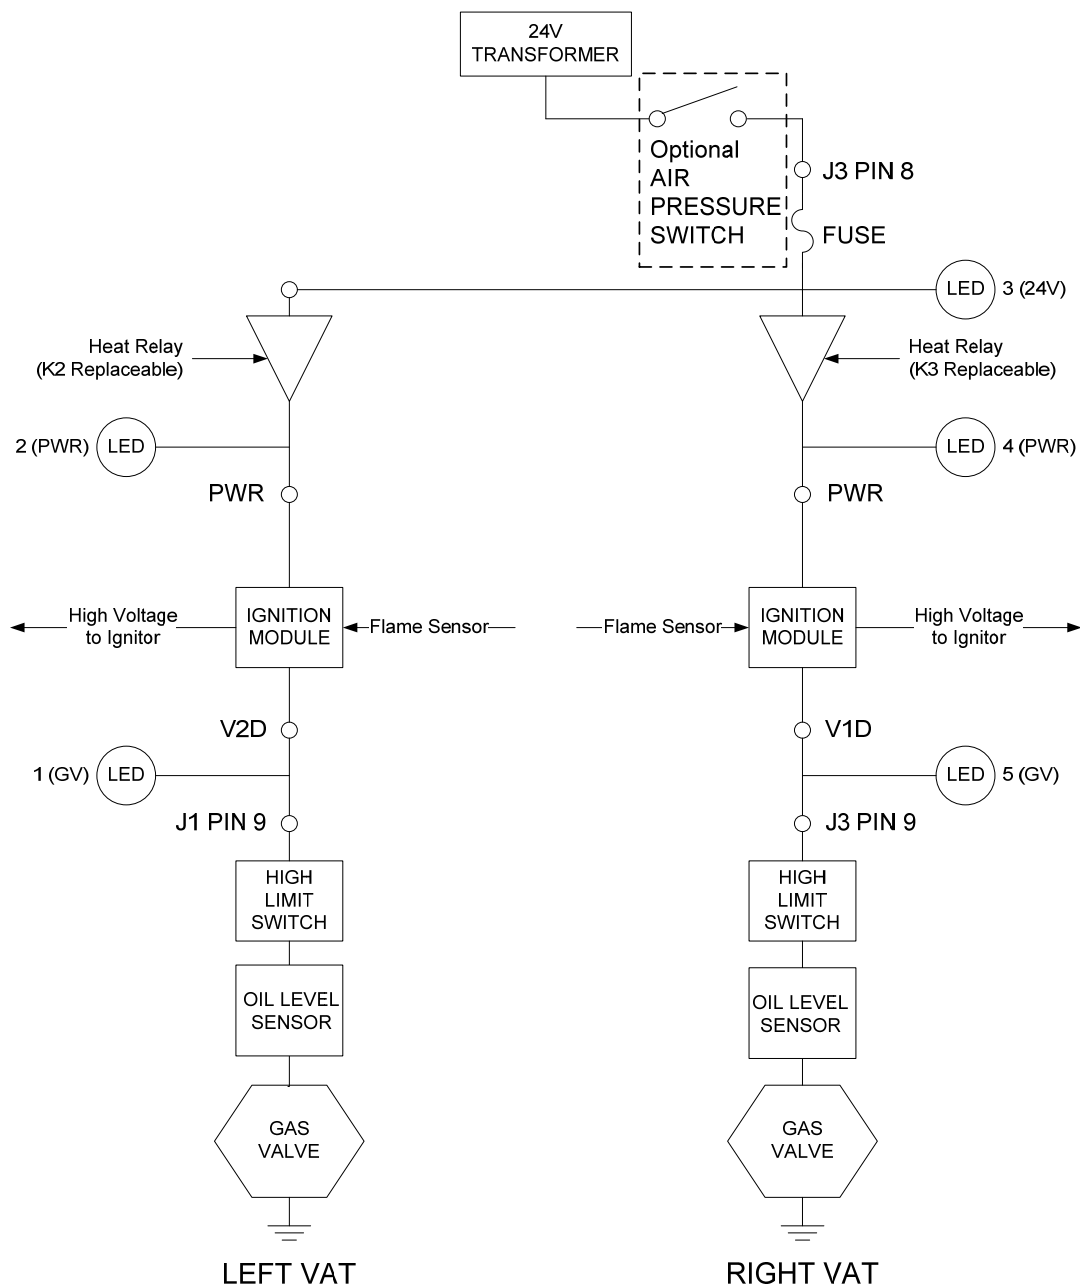 24V
TRANSFORMER
Optional
AIR
PRESSURE
SWITCH
J3 PIN 8
FUSE
LED
3 (24V)
Heat Relay
(K2 Replaceable)
Heat Relay
(K3 Replaceable)
2 (PWR)
LED
LED
4 (PWR)
PWR
PWR
High Voltage
to Ignitor
IGNITION
MODULE
Flame Sensor
Flame Sensor
IGNITION
MODULE
High Voltage
to Ignitor
V2D
V1D
1 (GV)
LED
LED
5 (GV)
J1 PIN 9
J3 PIN 9
HIGH
LIMIT
SWITCH
HIGH
LIMIT
SWITCH
OIL LEVEL
SENSOR
OIL LEVEL
SENSOR
GAS
VALVE
GAS
VALVE
LEFT VAT
RIGHT VAT